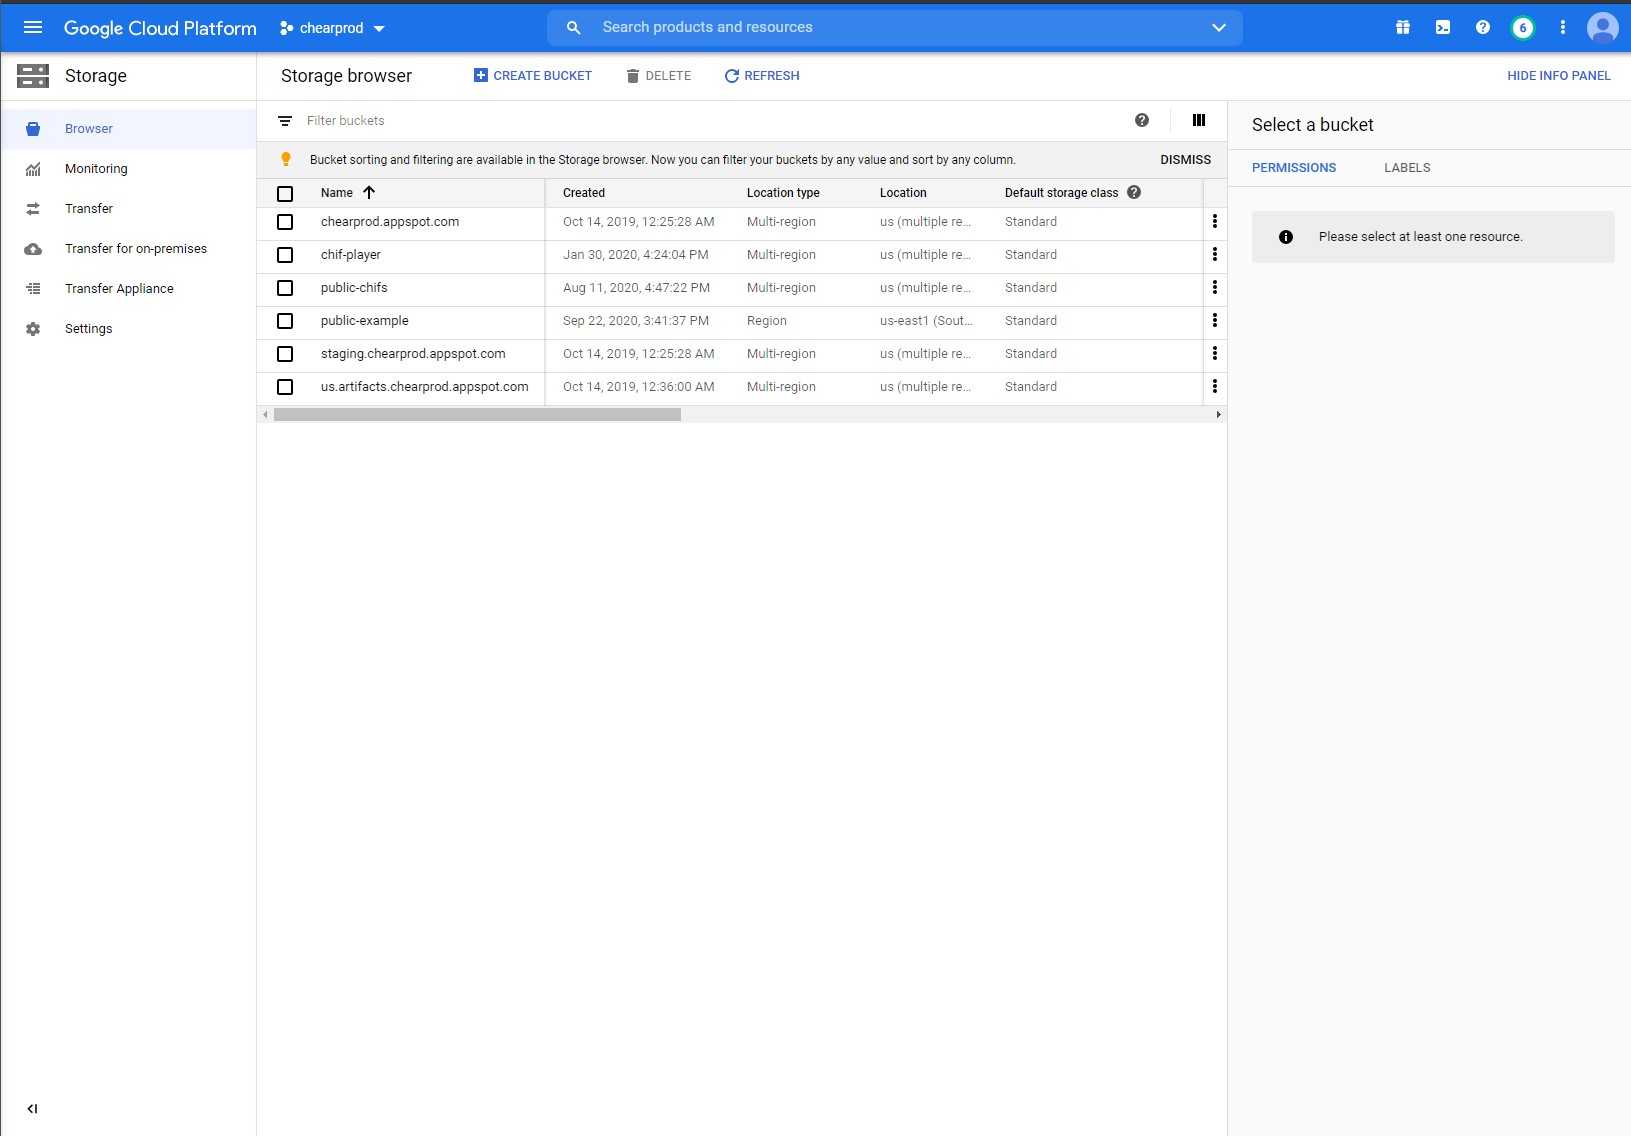 Google Cloud Platform chearprod Search products and resources 6
Storage
Storage browser CREATE BUCKET DELETE REFRESH HIDE INFO PANEL
Browser
Monitoring
Transfer
Transfer for on-premises
Transfer Appliance
Settings
Filter buckets
Bucket sorting and filtering are available in the Storage browser. Now you can filter your buckets by any value and sort by any column. DISMISS
Name Created Location type Location Default storage class
chearprod.appspot.com Oct 14, 2019, 12:25:28 AM Multi-region us (multiple re... Standard
chif-player Jan 30, 2020, 4:24:04 PM Multi-region us (multiple re... Standard
public-chifs Aug 11, 2020, 4:47:22 PM Multi-region us (multiple re... Standard
public-example Sep 22, 2020, 3:41:37 PM Region us-east1 (Sout... Standard
staging.chearprod.appspot.com Oct 14, 2019, 12:25:28 AM Multi-region us (multiple re... Standard
us.artifacts.chearprod.appspot.com Oct 14, 2019, 12:36:00 AM Multi-region us (multiple re... Standard
Select a bucket
PERMISSIONS LABELS
Please select at least one resource.